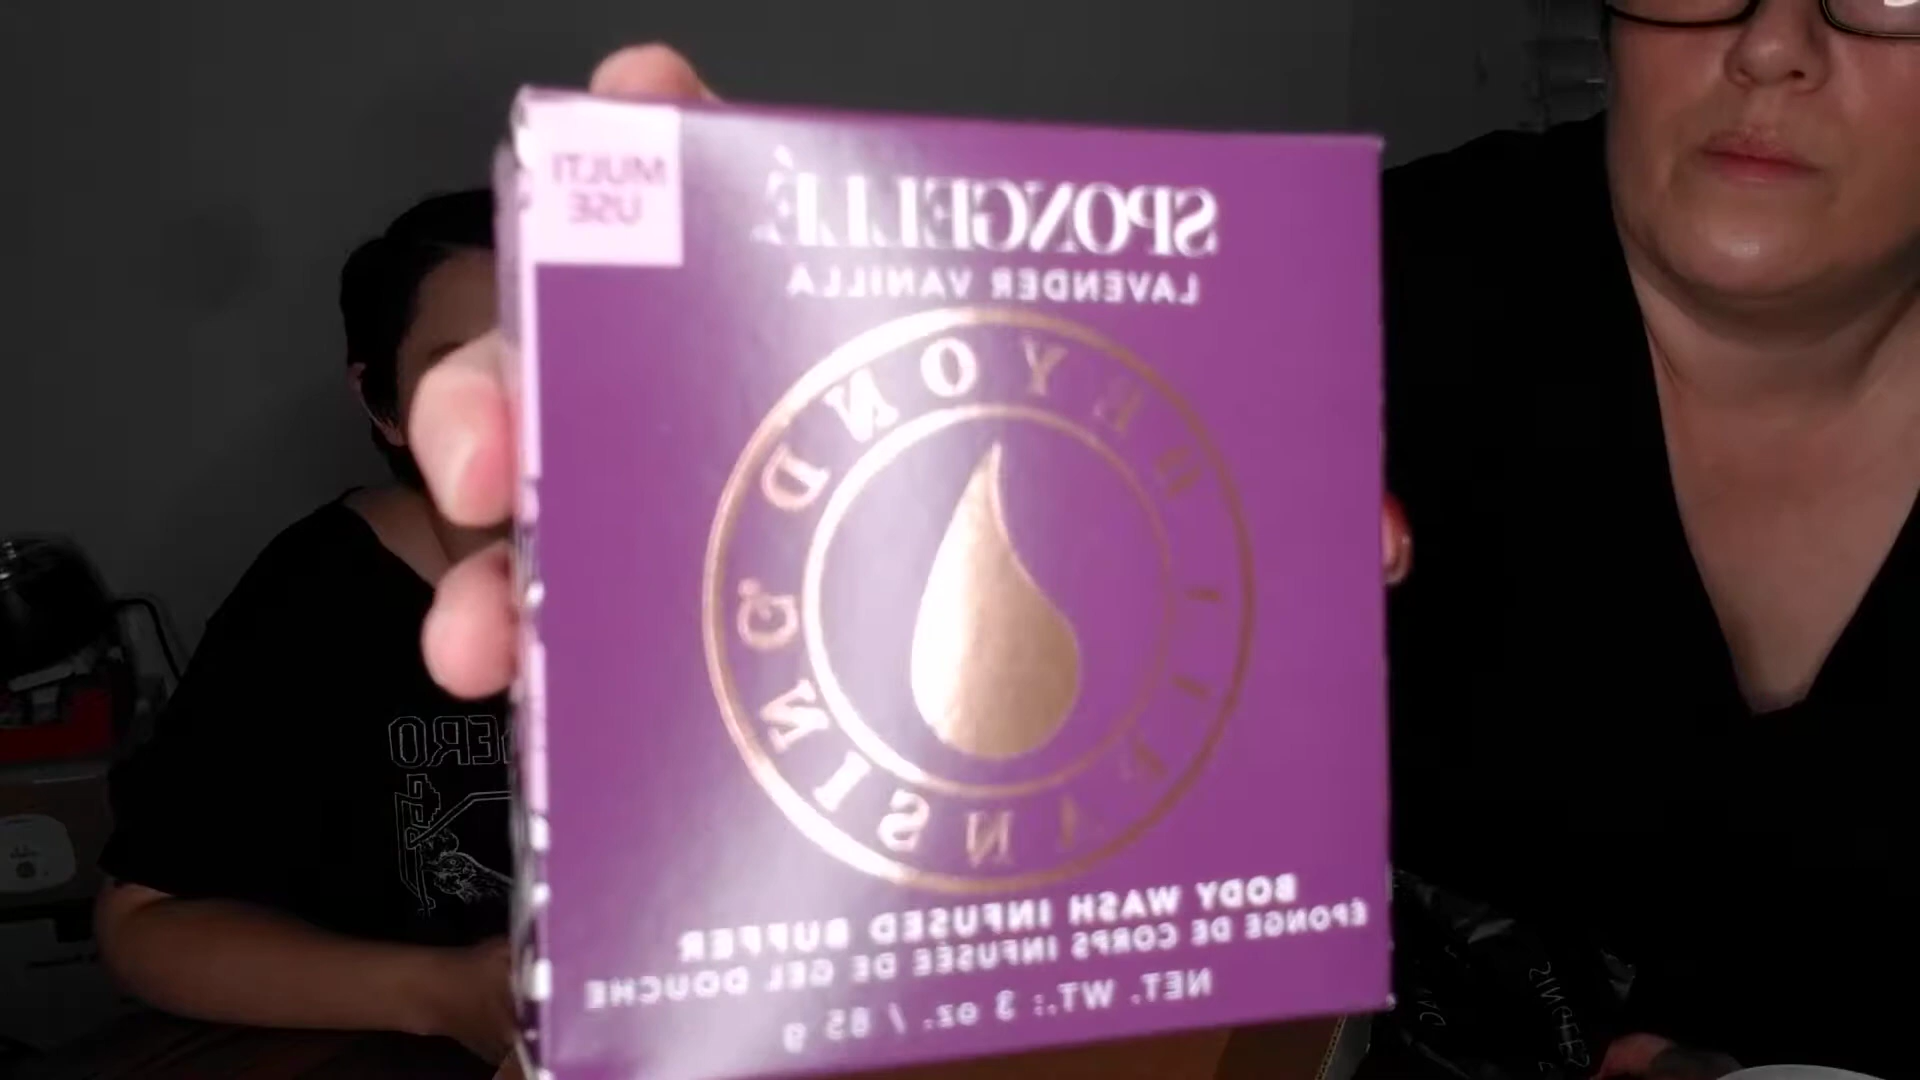 MULTI
USE
SPONGELLÉ
LAVENDER VANILLA
BEYOND CLEANSING
BODY WASH INFUSED BUFFER
ÉPONGE DE CORPS INFUSÉE DE GEL DOUCHE
NET. WT.: 3 oz. / 85 g